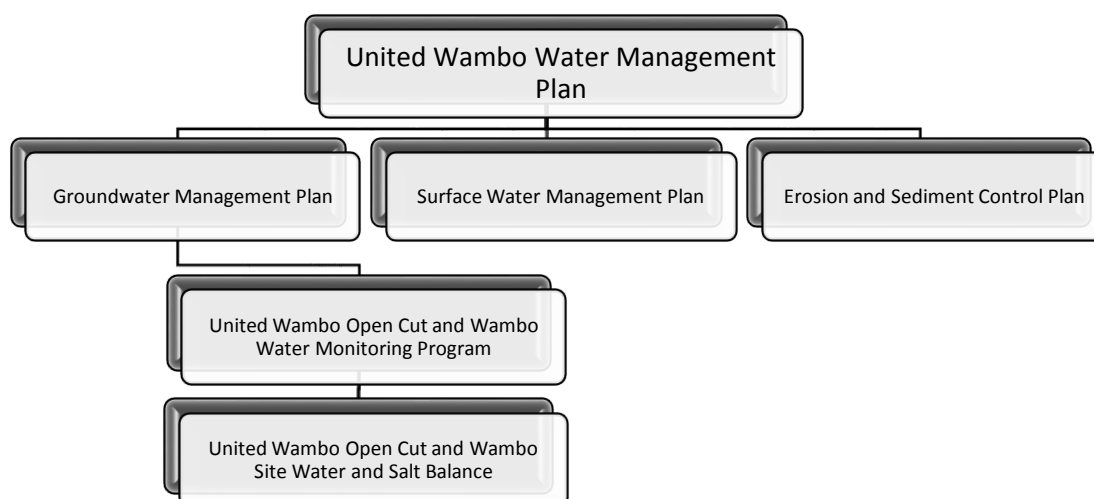 United Wambo Water Management
Plan
Groundwater Management Plan
Surface Water Management Plan
Erosion and Sediment Control Plan
United Wambo Open Cut and Wambo
Water Monitoring Program
United Wambo Open Cut and Wambo
Site Water and Salt Balance